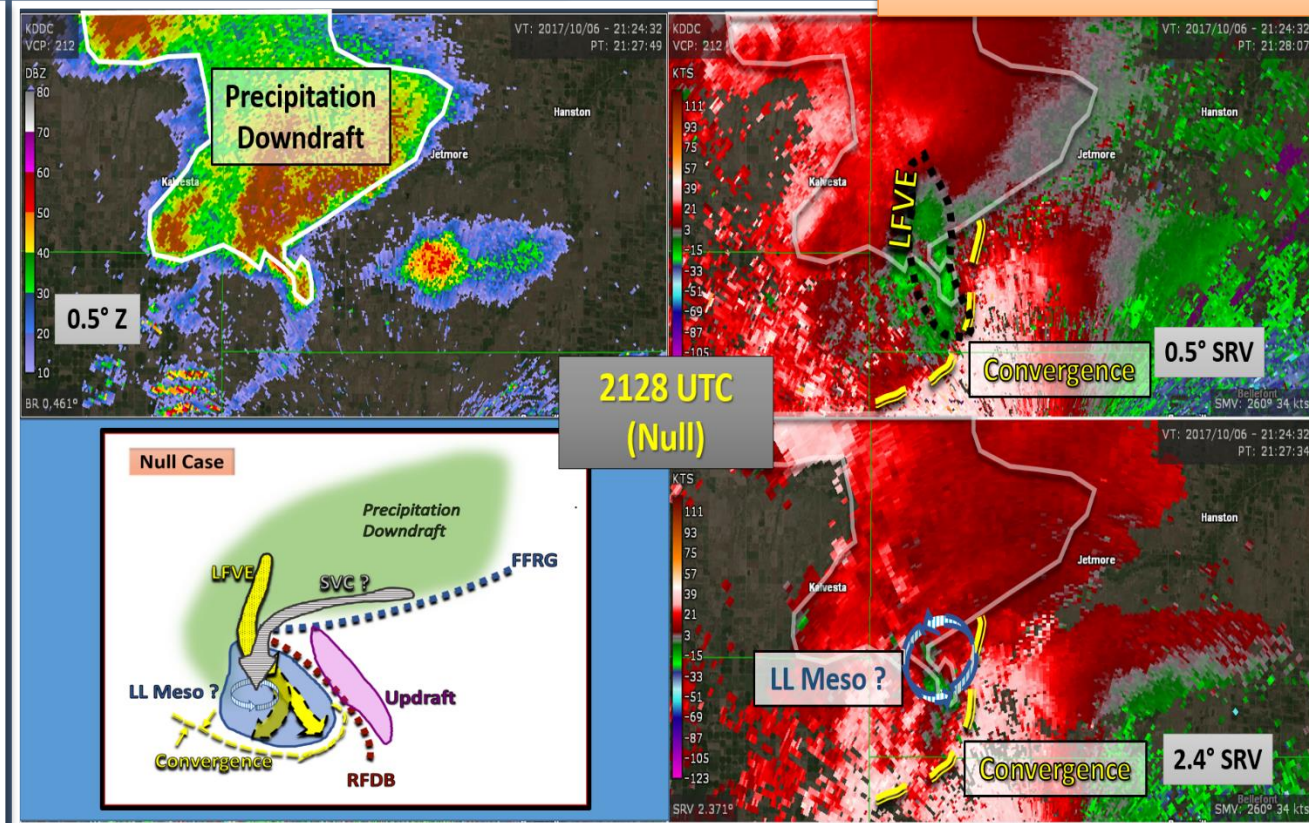 KDDC
VCP: 212
DBZ
80
70
60
50
40
30
20
10
BR 0.461°
VT: 2017/10/06 - 21:24:32
PT: 21:27:49
Precipitation
Downdraft
Hanston
Jetmore
Kalvesta
0.5° Z
KDDC
VCP: 212
KTS
111
93
75
57
39
21
3
-15
-33
-51
-69
-87
-105
VT: 2017/10/06 - 21:24:32
PT: 21:28:07
Hanston
Jetmore
Kalvesta
LFVE
0.5° SRV
Convergence
Bellefont
SMV: 260° 34 kts
2128 UTC
(Null)
Null Case
Precipitation
Downdraft
FFRG
LFVE
SVC ?
LL Meso ?
Updraft
Convergence
RFDB
VT: 2017/10/06 - 21:24:32
PT: 21:27:34
KTS
111
93
75
57
39
21
3
-15
-33
-51
-69
-87
-105
-123
SRV 2.371°
Hanston
Jetmore
Kalvesta
LL Meso ?
Convergence
2.4° SRV
Bellefont
SMV: 260° 34 kts